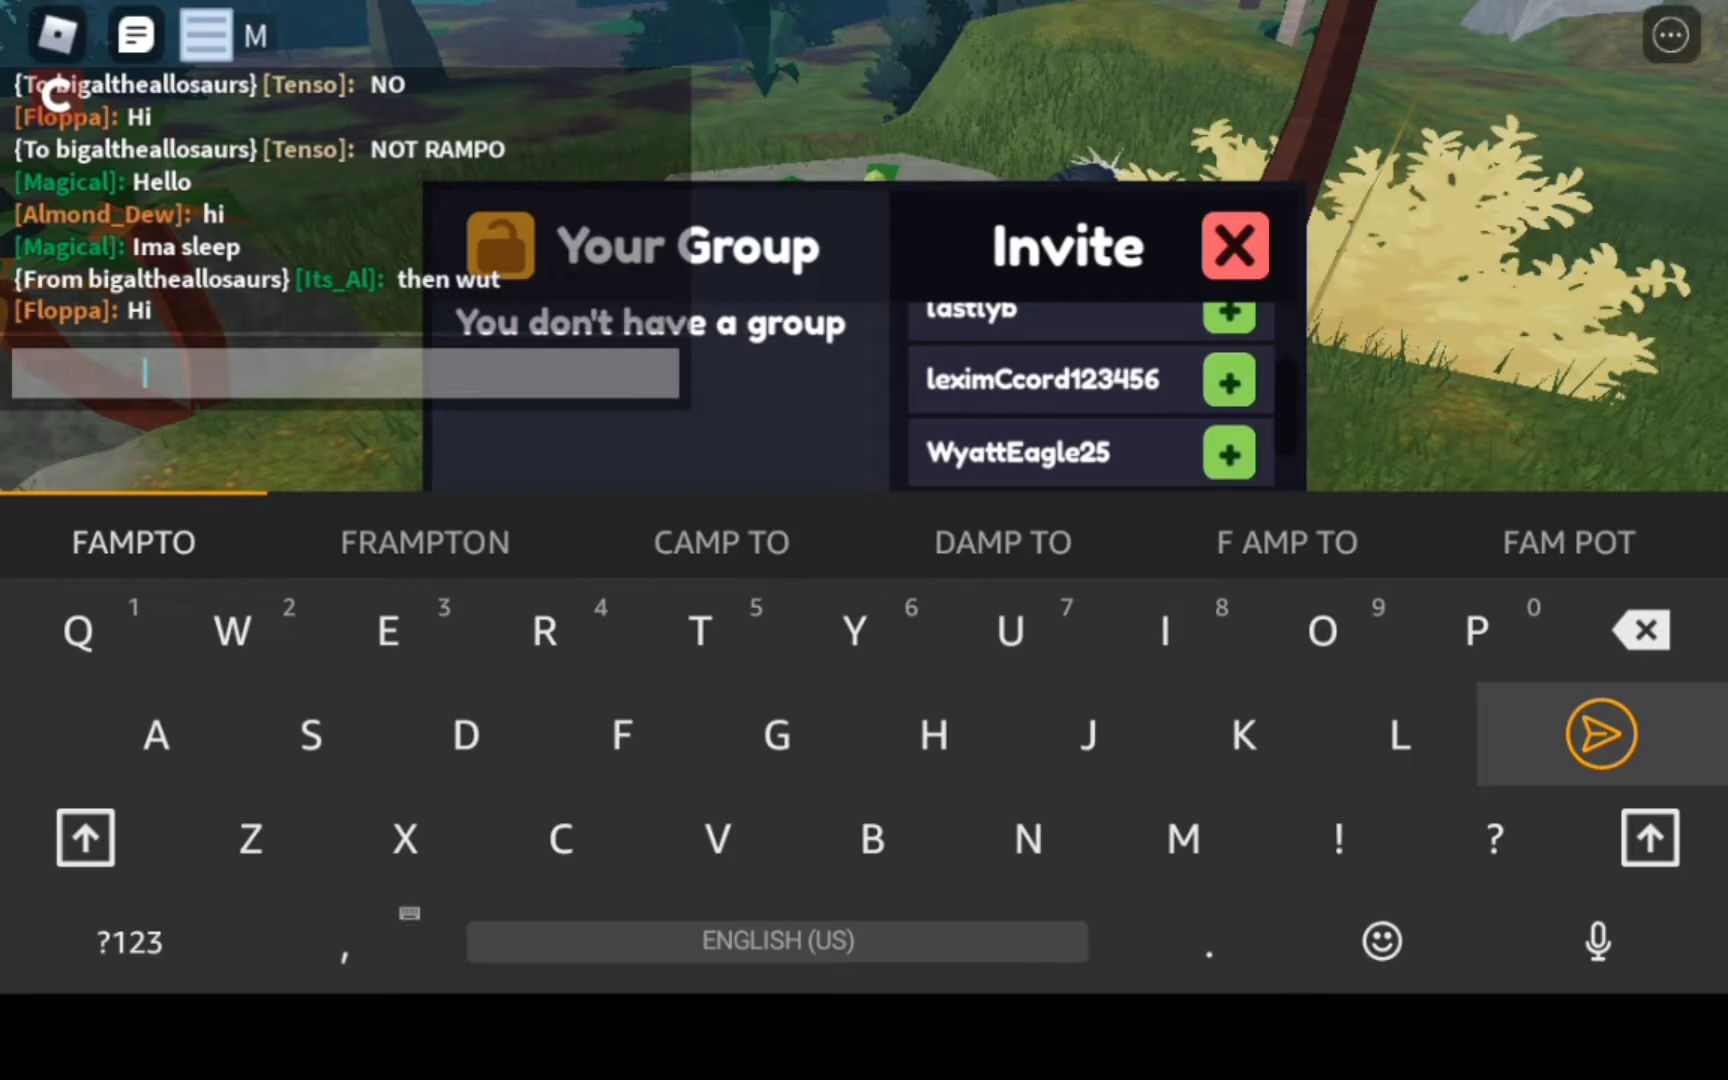 M
{To bigaltheallosaurs} [Tenso]: NO
[Floppa]: Hi
{To bigaltheallosaurs} [Tenso]: NOT RAMPO
[Magical]: Hello
[Almond_Dew]: hi
[Magical]: Ima sleep
{From bigaltheallosaurs} [Its_Al]: then wut
[Floppa]: Hi
Your Group
You don't have a group
Invite
lastlyb
leximCcord123456
WyattEagle25
FAMPTO FRAMPTON CAMP TO DAMP TO F AMP TO FAM POT
1 2 3 4 5 6 7 8 9 0
Q W E R T Y U I O P
A S D F G H J K L
Z X C V B N M ! ?
?123 , ENGLISH (US) .